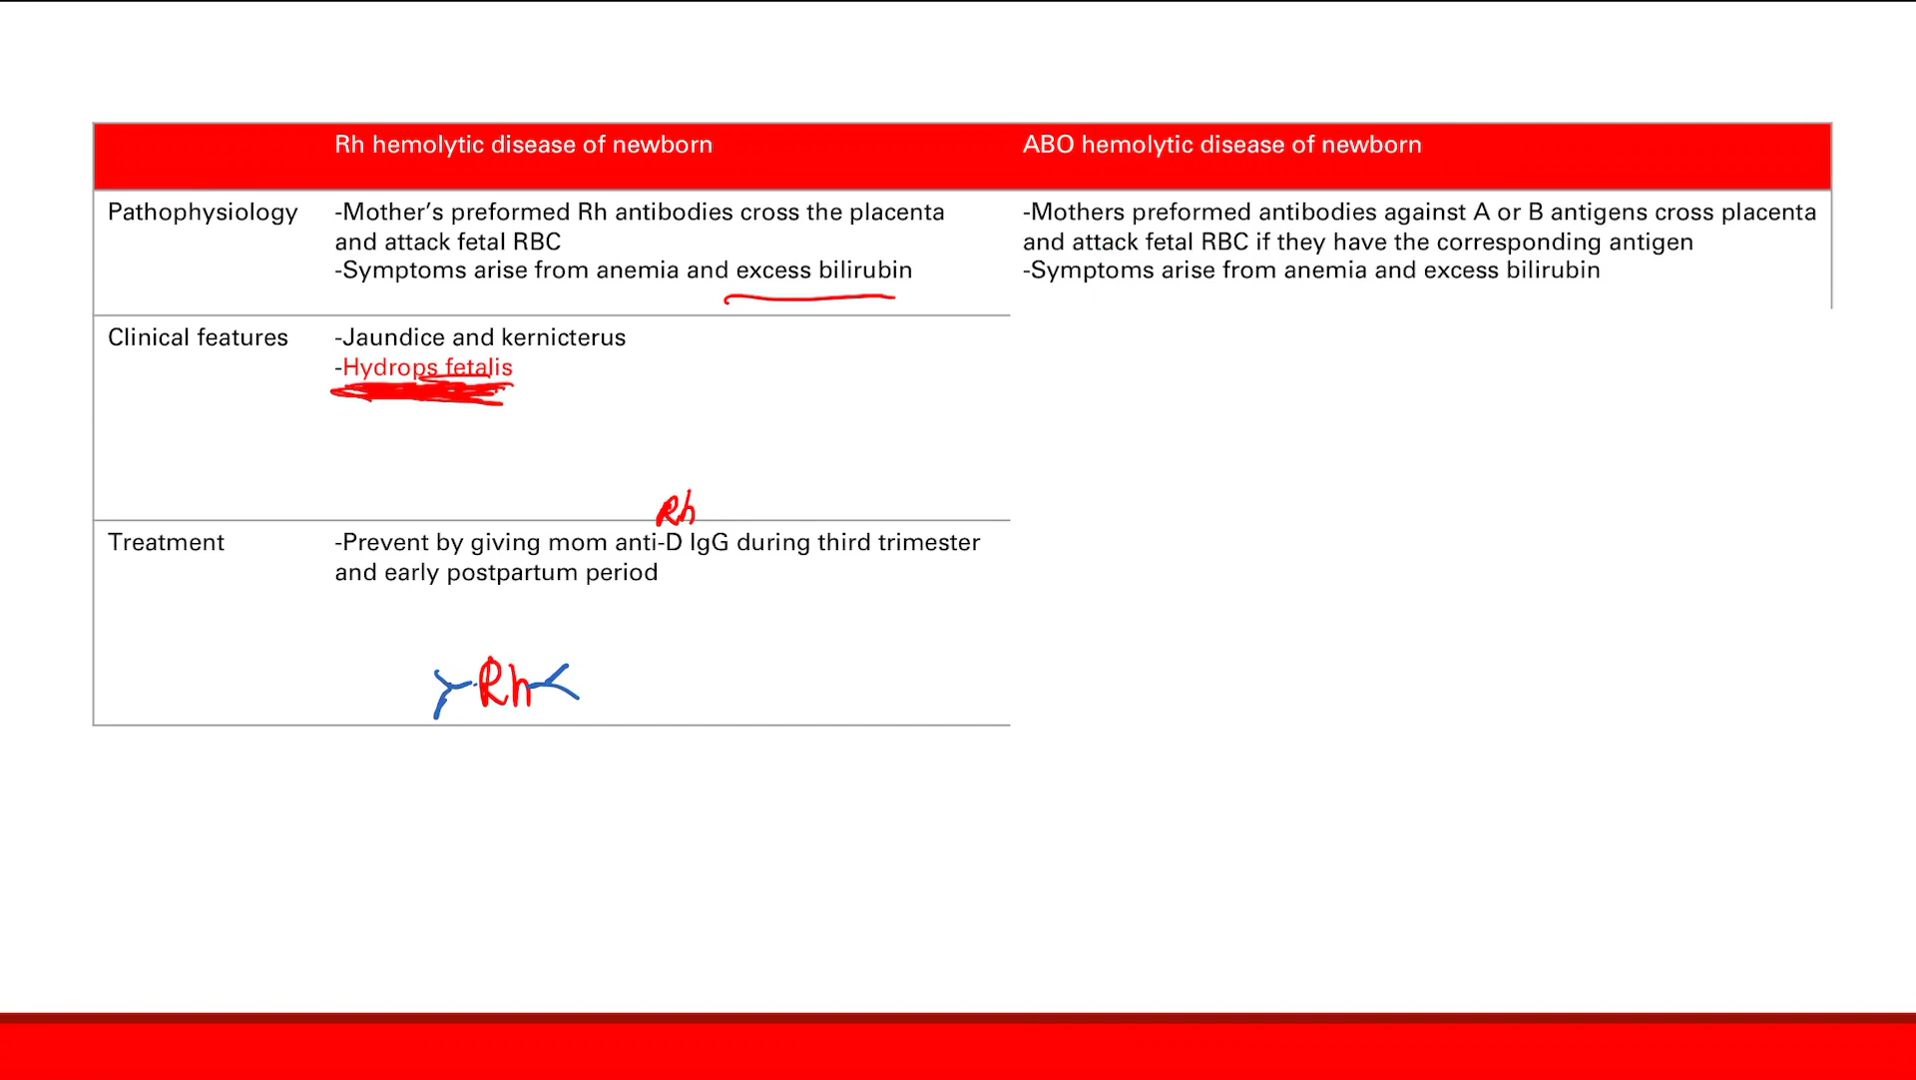 Rh hemolytic disease of newborn
ABO hemolytic disease of newborn
Pathophysiology
-Mother’s preformed Rh antibodies cross the placenta
and attack fetal RBC
-Symptoms arise from anemia and excess bilirubin
-Mothers preformed antibodies against A or B antigens cross placenta
and attack fetal RBC if they have the corresponding antigen
-Symptoms arise from anemia and excess bilirubin
Clinical features
-Jaundice and kernicterus
-Hydrops fetalis
Rh
Treatment
-Prevent by giving mom anti-D IgG during third trimester
and early postpartum period
Rh